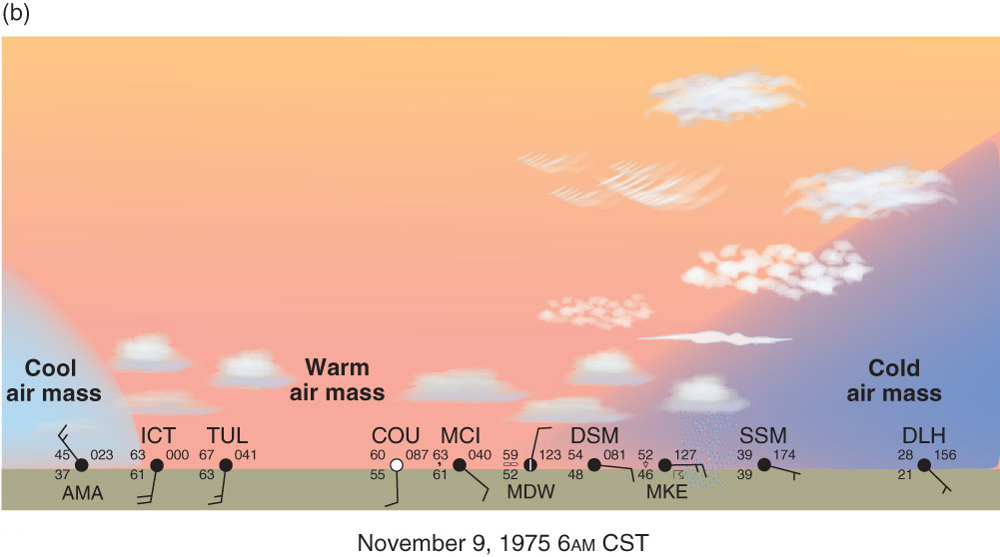 (b)
Cool
air mass
Warm
air mass
Cold
air mass
ICT TUL COU MCI DSM SSM DLH
45 023 63 000 67 041 60 087 63 040 59 123 54 081 52 127 39 174 28 156
37 61 63 55 61 52 48 46 39 21
AMA MDW MKE
November 9, 1975 6AM CST